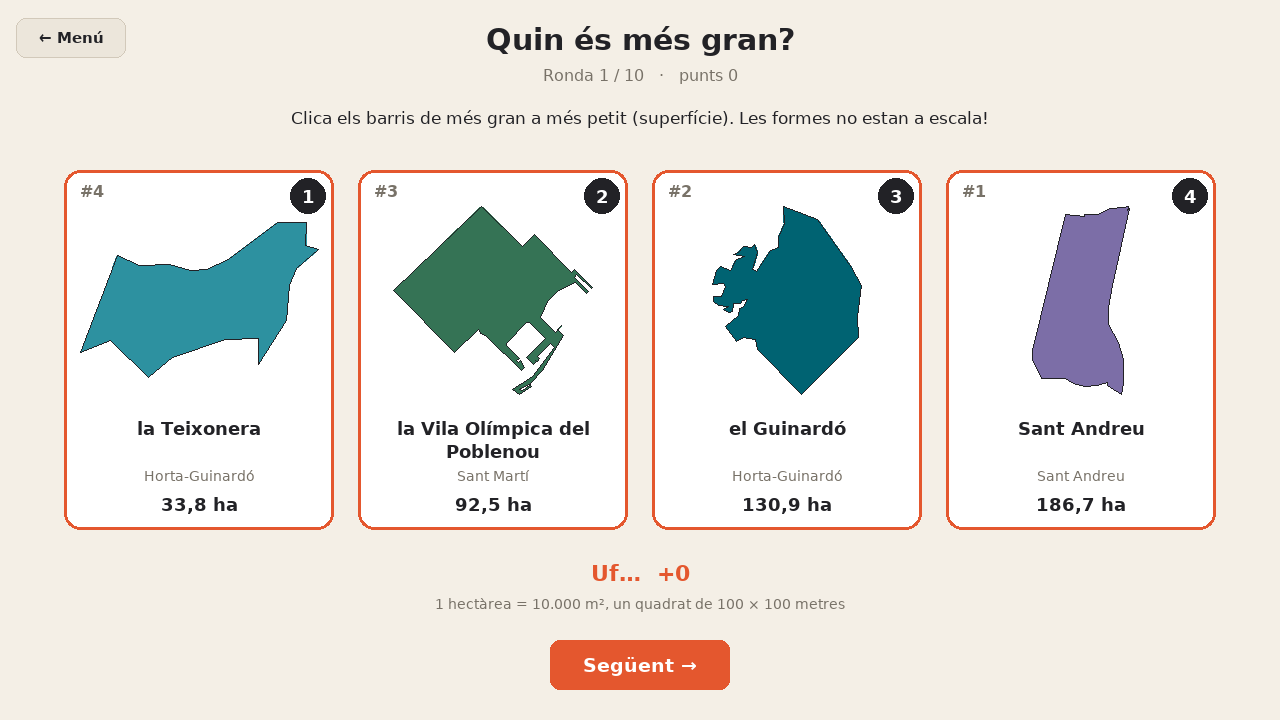 ← Menú
Quin és més gran?
Ronda 1 / 10 · punts 0
Clica els barris de més gran a més petit (superfície). Les formes no estan a escala!
#4
1
la Teixonera
Horta-Guinardó
33,8 ha
#3
2
la Vila Olímpica del
Poblenou
Sant Martí
92,5 ha
#2
3
el Guinardó
Horta-Guinardó
130,9 ha
#1
4
Sant Andreu
Sant Andreu
186,7 ha
Uf... +0
1 hectàrea = 10.000 m², un quadrat de 100 × 100 metres
Següent →